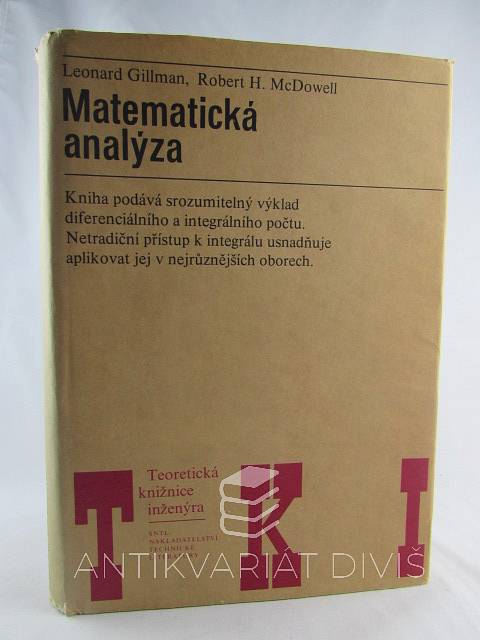 Leonard Gillman, Robert H. McDowell
Matematická
analýza
Kniha podává srozumitelný výklad
diferenciálního a integrálního počtu.
Netradiční přístup k integrálu usnadňuje
aplikovat jej v nejrůznějších oborech.
Teoretická
knižnice
inženýra
TKI
SNTL
NAKLADATELSTVÍ
TECHNICKÉ
LITERATURY
ANTIKVARIÁT DIVIŠ